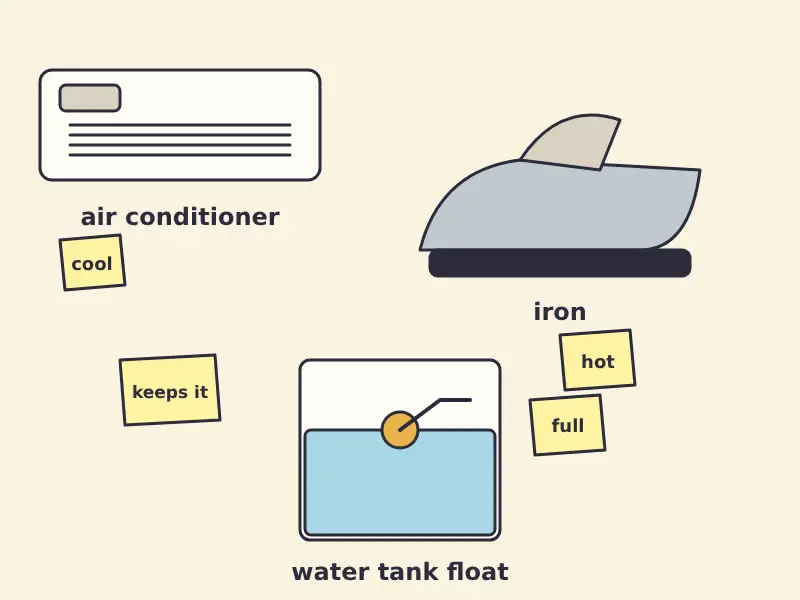 air conditioner
cool
iron
hot
keeps it
full
water tank float